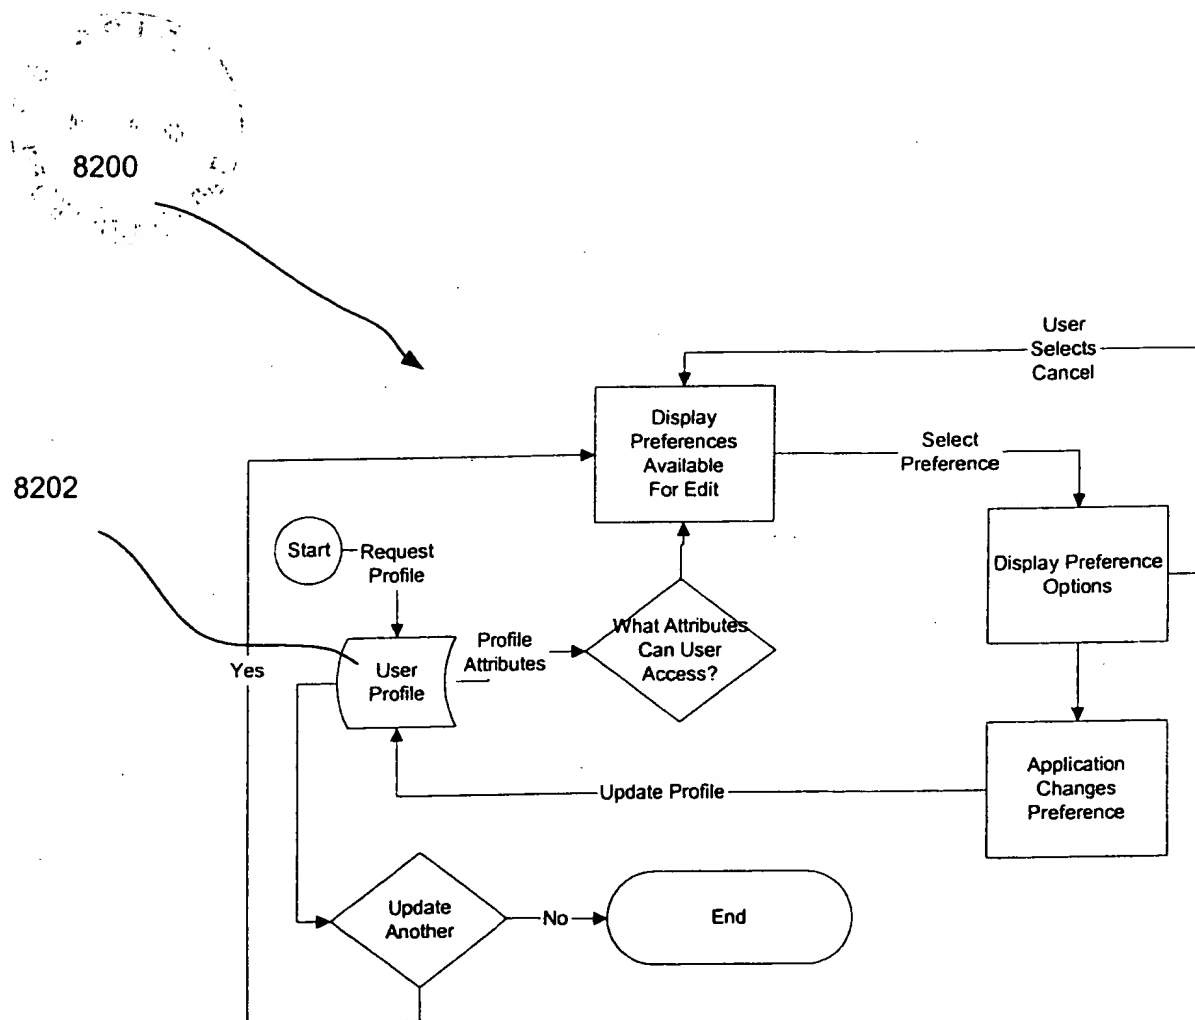 8200
User
Selects
Cancel
Display
Preferences
Available
For Edit
Select
Preference
8202
Start
Request
Profile
Display Preference
Options
What Attributes
Can User
Access?
Profile
Attributes
User
Profile
Yes
Application
Changes
Preference
Update Profile
Update
Another
No
End